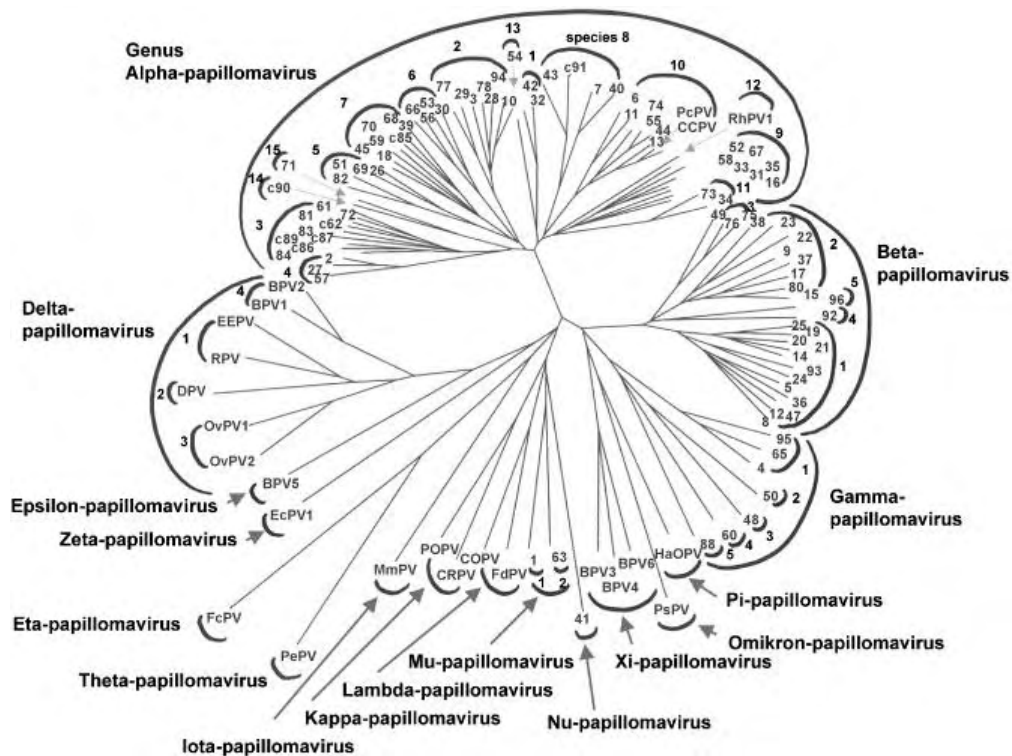 Genus
Alpha-papillomavirus
13
54
2
1
species 8
c91
43
42
32
7
40
10
6
11
74
55
44
13
PcPV
CCPV
12
RhPV1
9
52
67
58
33
31
35
16
11
73
34
6
77
94
78
29
3
28
10
7
53
66
30
56
68
39
c85
70
59
18
45
5
51
69
26
82
15
71
14
c90
3
61
72
81
c62
83
c87
c89
c86
84
4
2
27
57
Beta-
papillomavirus
3
49
75
76
38
23
22
2
9
37
17
80
15
5
96
92
4
25
19
20
21
14
1
93
24
5
36
12
47
8
Delta-
papillomavirus
4
BPV2
BPV1
1
EEPV
RPV
2
DPV
3
OvPV1
OvPV2
Gamma-
papillomavirus
95
65
4
1
50
2
48
3
60
4
88
5
Epsilon-papillomavirus
BPV5
Zeta-papillomavirus
EcPV1
Eta-papillomavirus
FcPV
Theta-papillomavirus
PePV
Iota-papillomavirus
MmPV
Kappa-papillomavirus
POPV
CRPV
Lambda-papillomavirus
COPV
FdPV
Mu-papillomavirus
1
63
1
2
Nu-papillomavirus
41
Xi-papillomavirus
BPV3
BPV6
BPV4
Omikron-papillomavirus
PsPV
Pi-papillomavirus
HaOPV